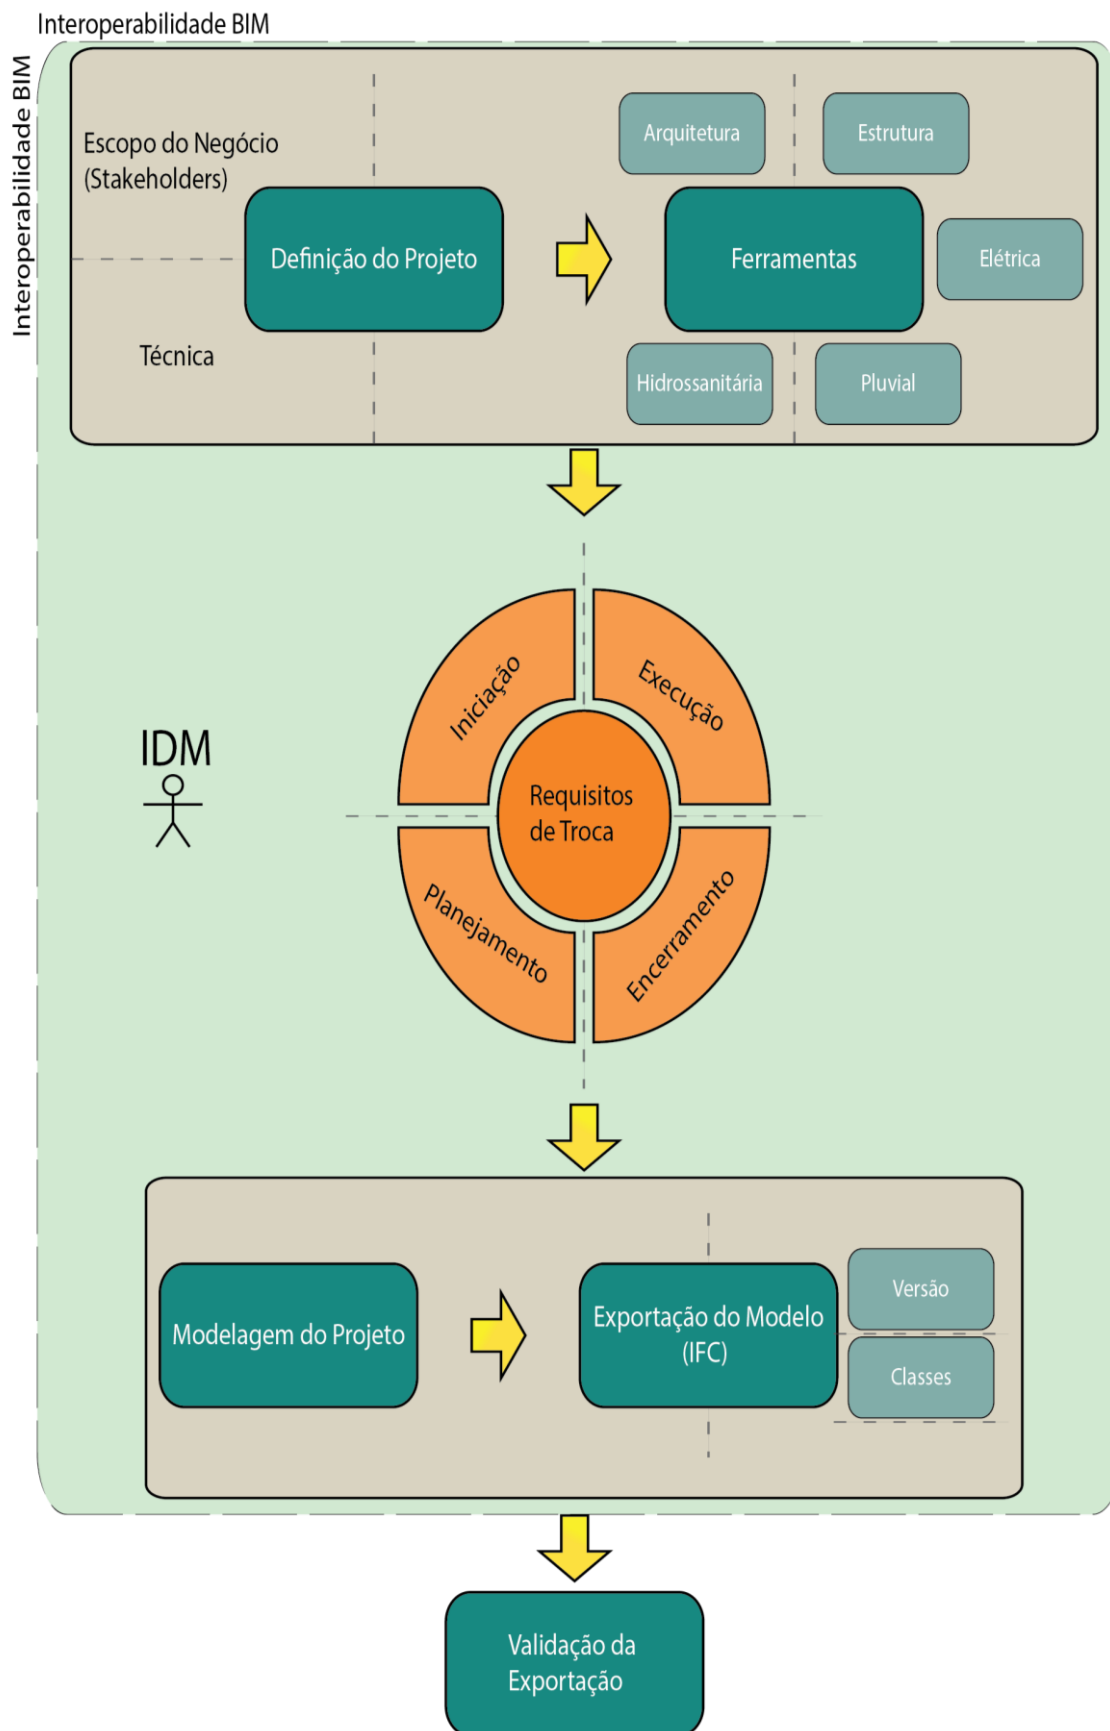 Interoperabilidade BIM
Interoperabilidade BIM
Escopo do Negócio
(Stakeholders)
Técnica
Definição do Projeto
Arquitetura
Estrutura
Ferramentas
Elétrica
Hidrossanitária
Pluvial
IDM
Iniciação
Execução
Requisitos
de Troca
Planejamento
Encerramento
Modelagem do Projeto
Exportação do Modelo
(IFC)
Versão
Classes
Validação da
Exportação